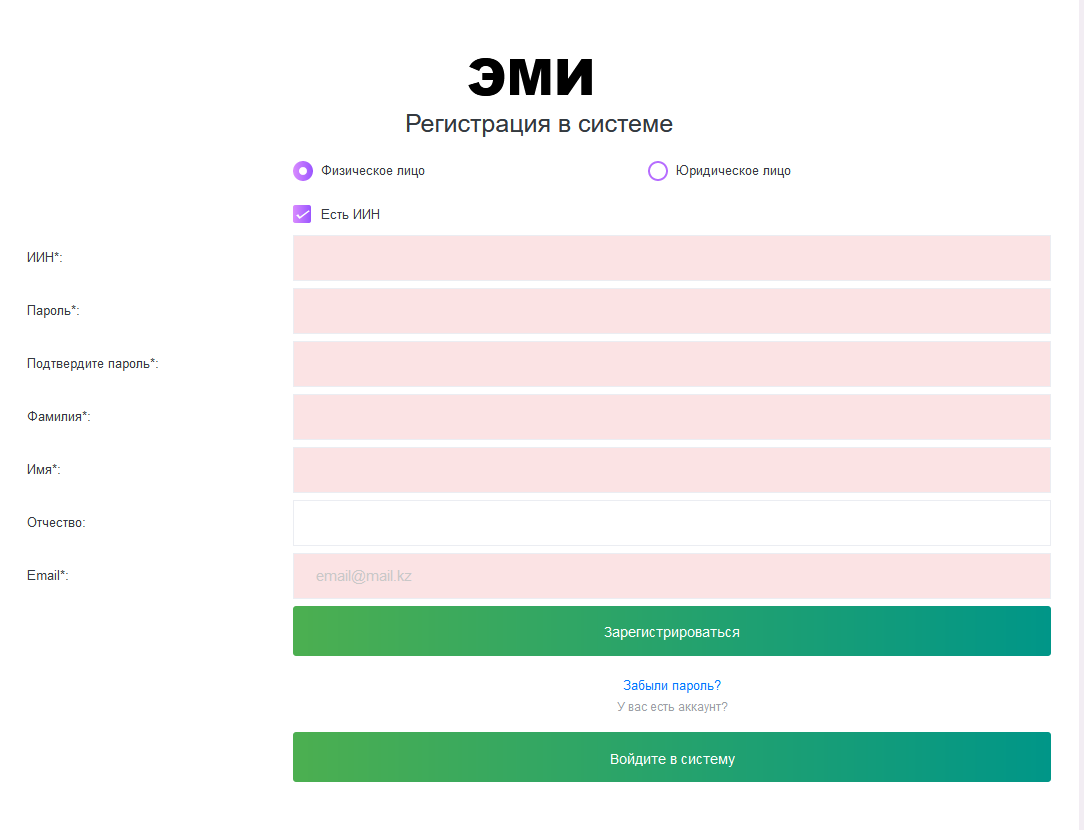 эми
Регистрация в системе
Физическое лицо
Юридическое лицо
Есть ИИН
ИИН*:
Пароль*:
Подтвердите пароль*:
Фамилия*:
Имя*:
Отчество:
Email*:
email@mail.kz
Зарегистрироваться
Забыли пароль?
У вас есть аккаунт?
Войдите в систему